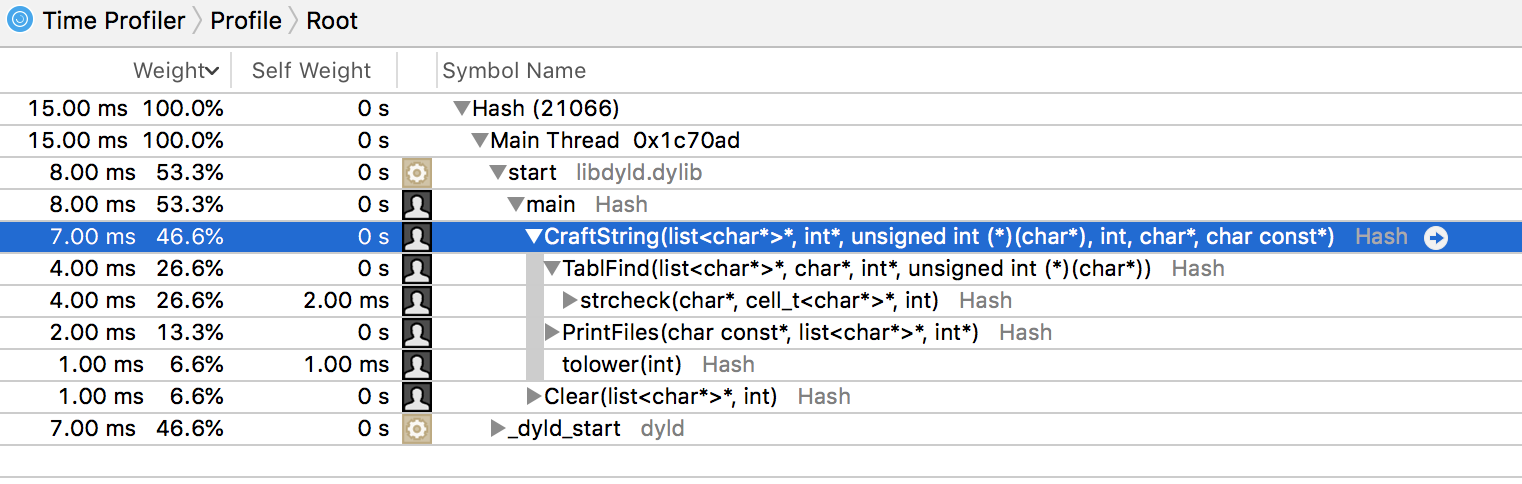 Time Profiler Profile Root
Weight Self Weight Symbol Name
15.00 ms 100.0% 0 s Hash (21066)
15.00 ms 100.0% 0 s Main Thread 0x1c70ad
8.00 ms 53.3% 0 s start libdyld.dylib
8.00 ms 53.3% 0 s main Hash
7.00 ms 46.6% 0 s CraftString(list<char*>*, int*, unsigned int (*)(char*), int, char*, char const*) Hash
4.00 ms 26.6% 0 s TablFind(list<char*>*, char*, int*, unsigned int (*)(char*)) Hash
4.00 ms 26.6% 2.00 ms strcheck(char*, cell_t<char*>*, int) Hash
2.00 ms 13.3% 0 s PrintFiles(char const*, list<char*>*, int*) Hash
1.00 ms 6.6% 1.00 ms tolower(int) Hash
1.00 ms 6.6% 0 s Clear(list<char*>*, int) Hash
7.00 ms 46.6% 0 s _dyld_start dyld